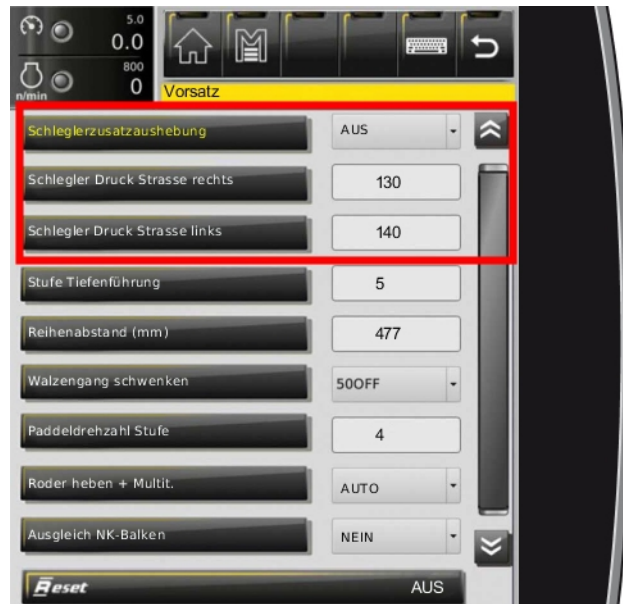 5.0
0.0
800
n/min 0
Vorsatz
Schleglerzusatzaushebung AUS
Schlegler Druck Strasse rechts 130
Schlegler Druck Strasse links 140
Stufe Tiefenführung 5
Reihenabstand (mm) 477
Walzengang schwenken 50OFF
Paddeldrehzahl Stufe 4
Roder heben + Multit. AUTO
Ausgleich NK-Balken NEIN
Reset AUS